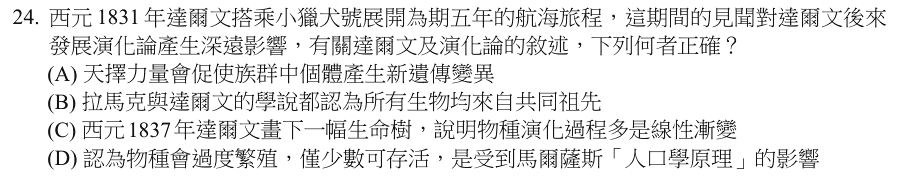 24. 西元 1831 年達爾文搭乘小獵犬號展開為期五年的航海旅程，這期間的見聞對達爾文後來
發展演化論產生深遠影響，有關達爾文及演化論的敘述，下列何者正確？
(A) 天擇力量會促使族群中個體產生新遺傳變異
(B) 拉馬克與達爾文的學說都認為所有生物均來自共同祖先
(C) 西元 1837 年達爾文畫下一幅生命樹，說明物種演化過程多是線性漸變
(D) 認為物種會過度繁殖，僅少數可存活，是受到馬爾薩斯「人口學原理」的影響